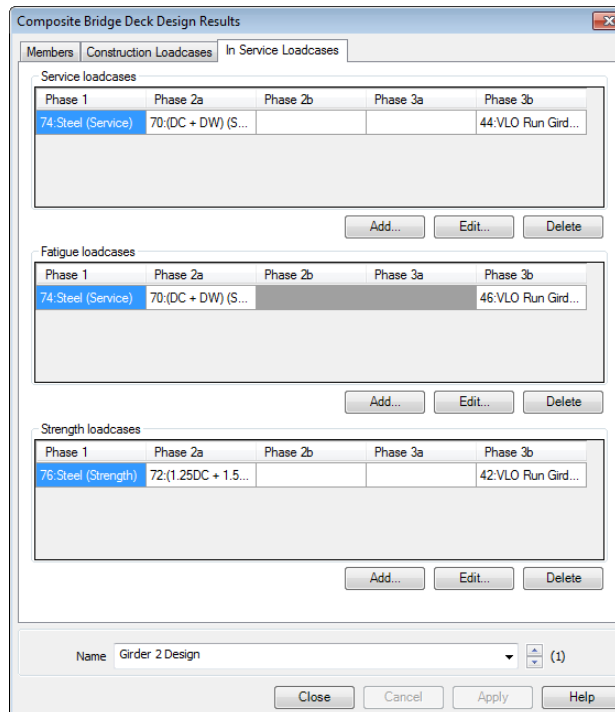 Composite Bridge Deck Design Results
Members Construction Loadcases In Service Loadcases
Service loadcases
Phase 1 Phase 2a Phase 2b Phase 3a Phase 3b
74:Steel (Service) 70:(DC + DW) (S... 44:VLO Run Gird...
Add... Edit... Delete
Fatigue loadcases
Phase 1 Phase 2a Phase 2b Phase 3a Phase 3b
74:Steel (Service) 70:(DC + DW) (S... 46:VLO Run Gird...
Add... Edit... Delete
Strength loadcases
Phase 1 Phase 2a Phase 2b Phase 3a Phase 3b
76:Steel (Strength) 72:(1.25DC + 1.5... 42:VLO Run Gird...
Add... Edit... Delete
Name Girder 2 Design (1)
Close Cancel Apply Help